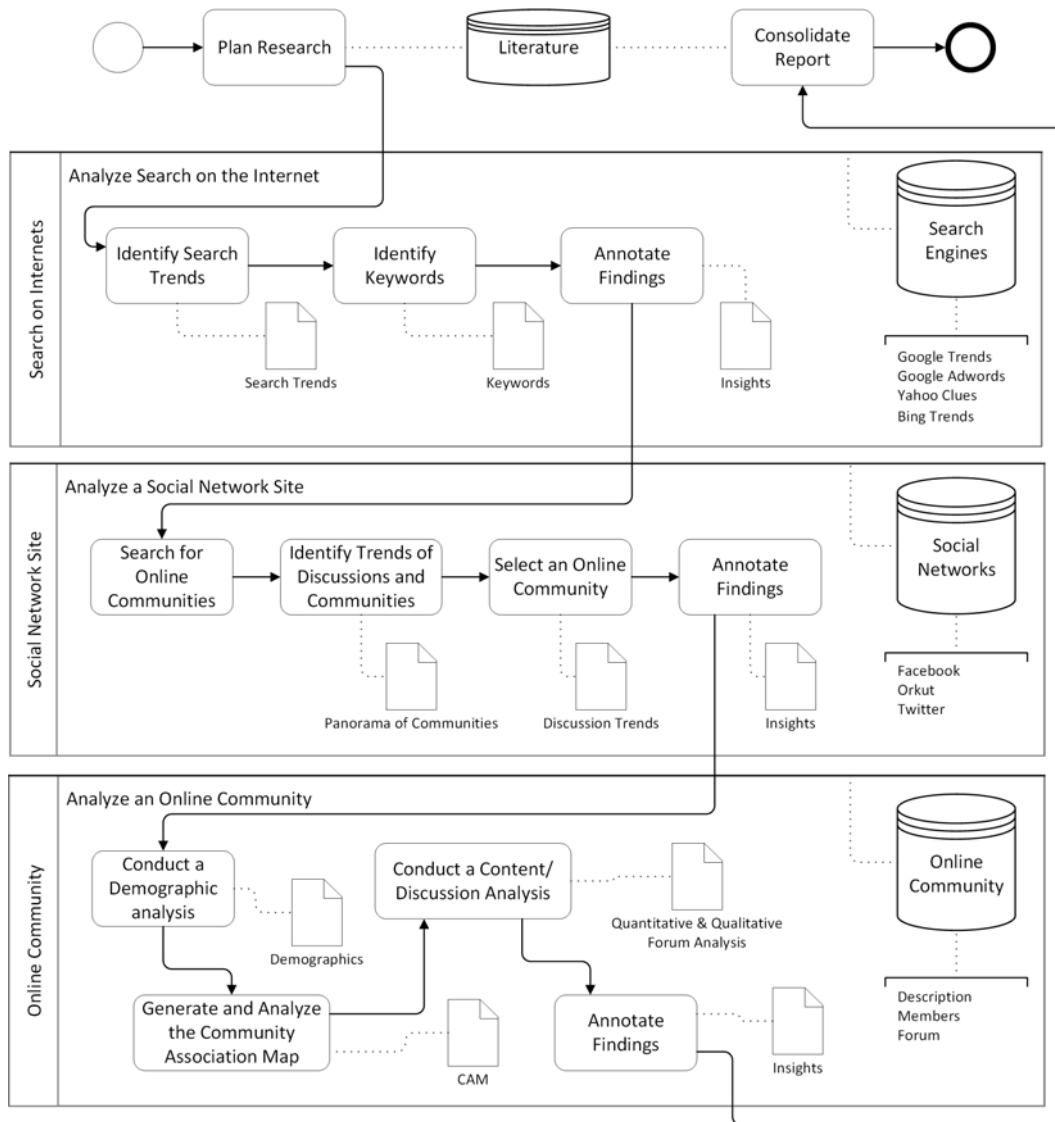 Plan Research
Literature
Consolidate
Report
Search on Internets
Analyze Search on the Internet
Identify Search
Trends
Identify
Keywords
Annotate
Findings
Search
Engines
Search Trends
Keywords
Insights
Google Trends
Google Adwords
Yahoo Clues
Bing Trends
Social Network Site
Analyze a Social Network Site
Search for
Online
Communities
Identify Trends of
Discussions and
Communities
Select an Online
Community
Annotate
Findings
Social
Networks
Panorama of Communities
Discussion Trends
Insights
Facebook
Orkut
Twitter
Online Community
Analyze an Online Community
Conduct a
Demographic
analysis
Demographics
Conduct a Content/
Discussion Analysis
Quantitative & Qualitative
Forum Analysis
Online
Community
Generate and Analyze
the Community
Association Map
CAM
Annotate
Findings
Insights
Description
Members
Forum